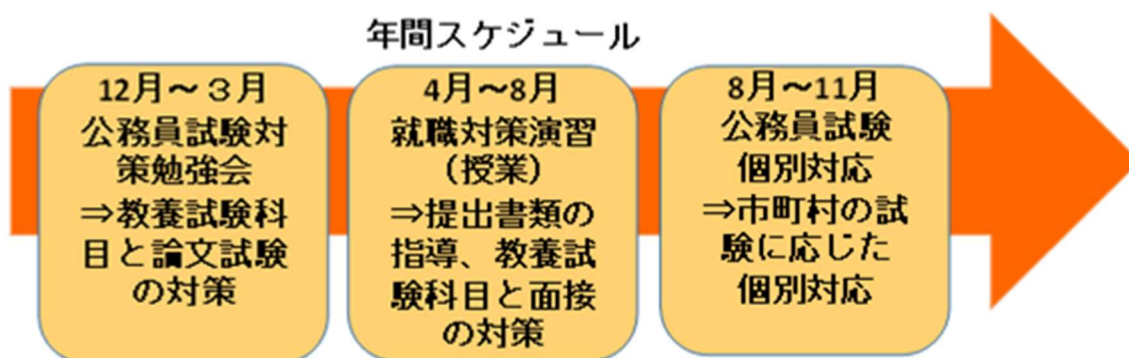 年間スケジュール
12月～３月
公務員試験対
策勉強会
⇒教養試験科
目と論文試験
の対策
4月～8月
就職対策演習
（授業）
⇒提出書類の
指導、教養試
験科目と面接
の対策
8月～11月
公務員試験
個別対応
⇒市町村の試
験に応じた
個別対応